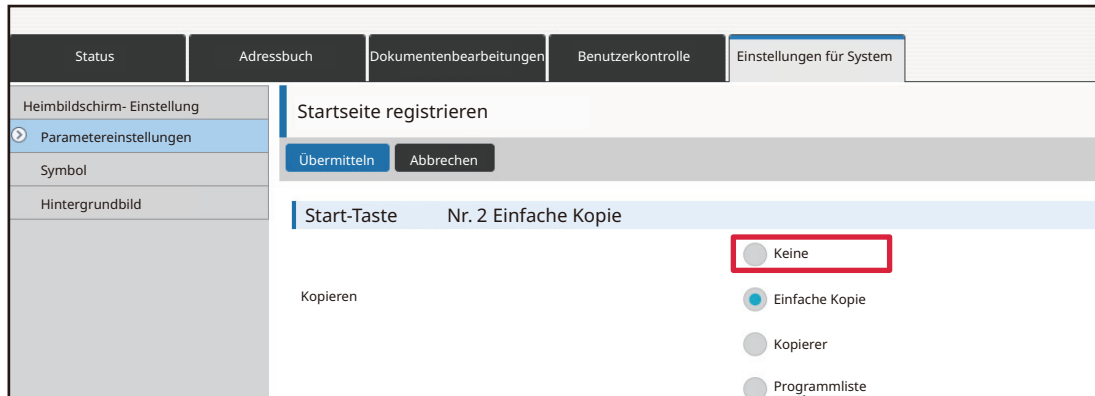 Status
Adressbuch
Dokumentenbearbeitungen
Benutzerkontrolle
Einstellungen für System
Heimbildschirm- Einstellung
Parametereinstellungen
Symbol
Hintergrundbild
Startseite registrieren
Übermitteln
Abbrechen
Start-Taste Nr. 2 Einfache Kopie
Keine
Kopieren
Einfache Kopie
Kopierer
Programmliste